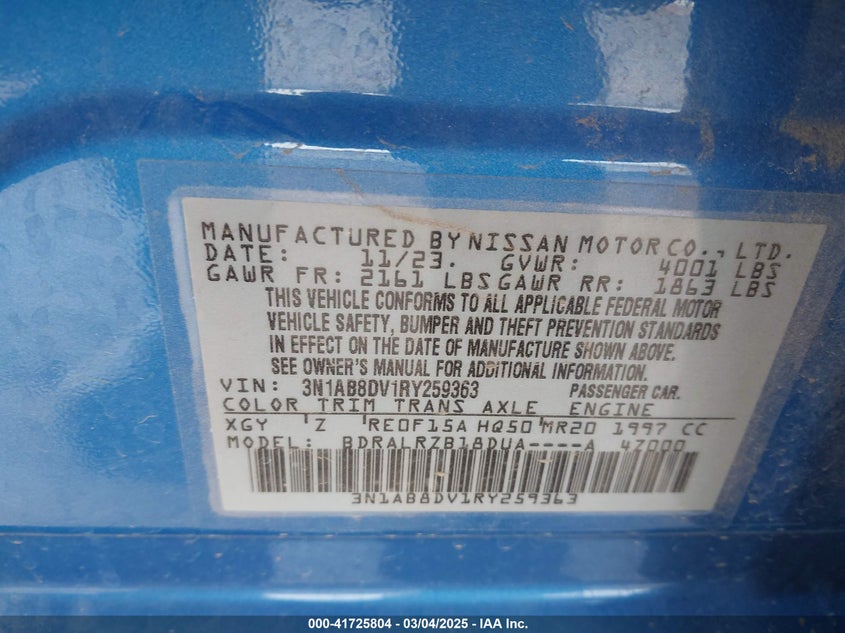 MANUFACTURED BY NISSAN MOTOR CO., LTD.
DATE: 11/23. GVWR: 4001 LBS
GAWR FR: 2161 LBS GAWR RR: 1863 LBS
THIS VEHICLE CONFORMS TO ALL APPLICABLE FEDERAL MOTOR
VEHICLE SAFETY, BUMPER AND THEFT PREVENTION STANDARDS
IN EFFECT ON THE DATE OF MANUFACTURE SHOWN ABOVE.
SEE OWNER'S MANUAL FOR ADDITIONAL INFORMATION.
VIN: 3N1AB8DV1RY259363 PASSENGER CAR.
COLOR TRIM TRANS AXLE ENGINE
XGY Z RE0F15A HQ50 MR20 1997 CC
MODEL: BDRALRZB18DUA----A 47000
3N1AB8DV1RY259363
000-41725804 — 03/04/2025 — IAA Inc.